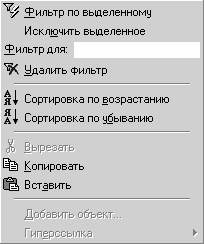 Фильтр по выделенному
Исключить выделенное
Фильтр для:
Удалить фильтр
Сортировка по возрастанию
Сортировка по убыванию
Вырезать
Копировать
Вставить
Добавить объект...
Гиперссылка